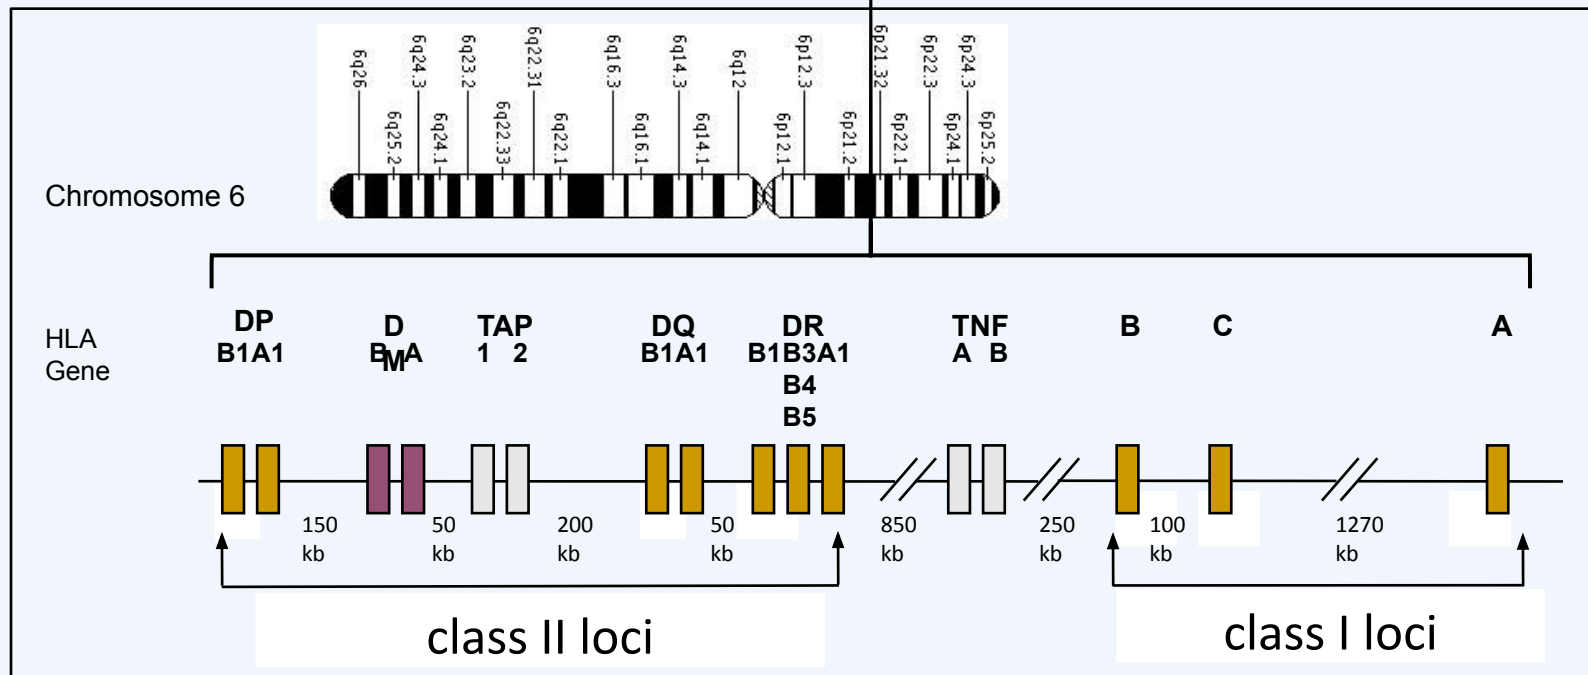 6q26 6q24.3 6q23.2 6q22.31 6q16.3 6q14.3 6q12 6p12.3 6p21.32 6p22.3 6p24.3
6q25.2 6q24.1 6q22.33 6q22.1 6q16.1 6q14.1 6p12.1 6p21.2 6p22.1 6p24.1 6p25.2
Chromosome 6
HLA
Gene
DP
B1A1
DM
B A
TAP
1 2
DQ
B1A1
DR
B1B3A1
B4
B5
TNF
A B
B
C
A
150
kb
50
kb
200
kb
50
kb
850
kb
250
kb
100
kb
1270
kb
class II loci
class I loci